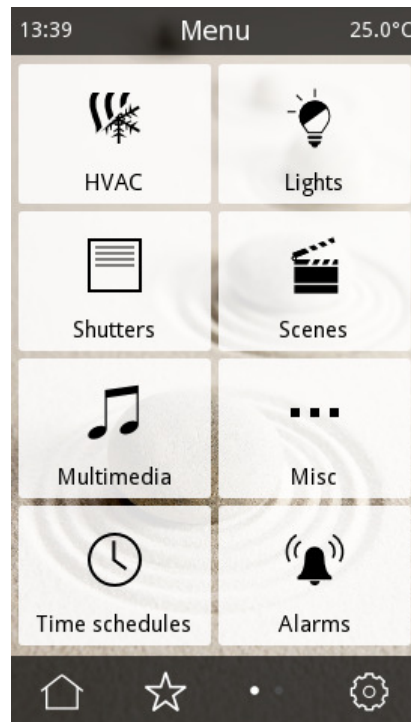 13:39 Menu 25.0°C
HVAC Lights
Shutters Scenes
Multimedia Misc
Time schedules Alarms